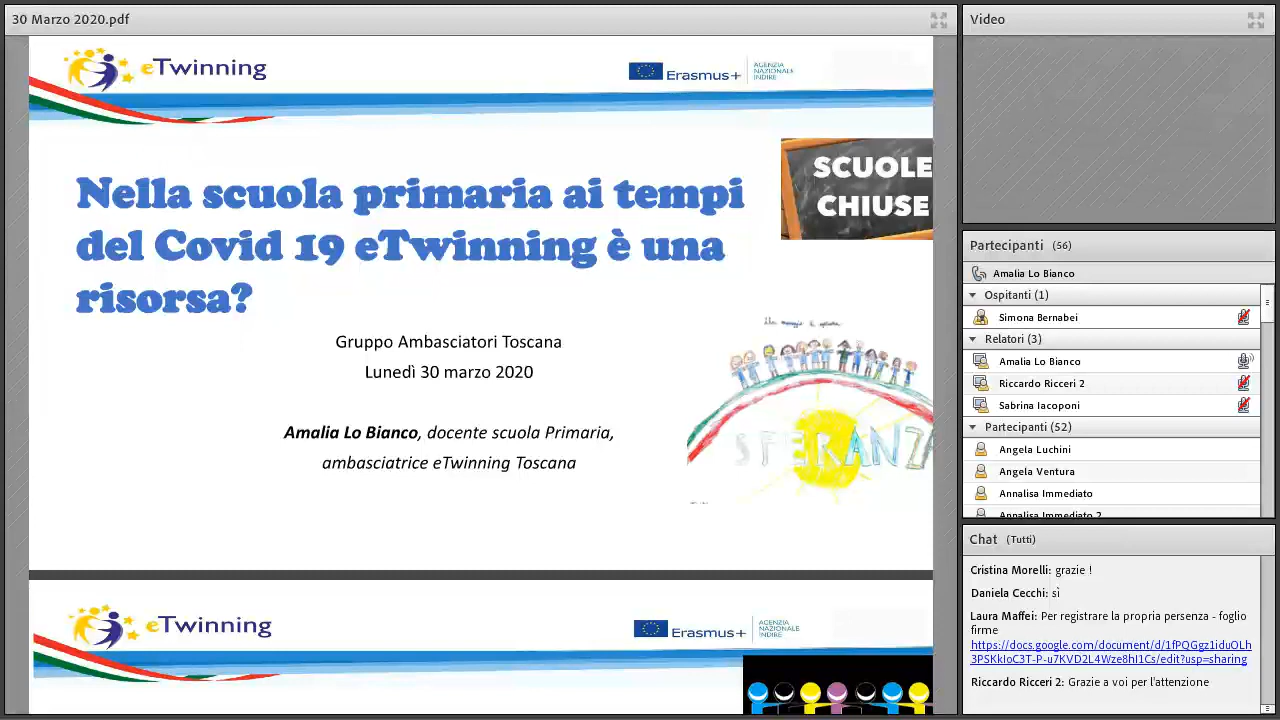 30 Marzo 2020.pdf
eTwinning
Erasmus+
AGENZIA
NAZIONALE
INDIRE
SCUOLE
CHIUSE
Nella scuola primaria ai tempi
del Covid 19 eTwinning è una
risorsa?
Gruppo Ambasciatori Toscana
Lunedì 30 marzo 2020
Amalia Lo Bianco, docente scuola Primaria,
ambasciatrice eTwinning Toscana
SPERANZ
eTwinning
Erasmus+
AGENZIA
NAZIONALE
INDIRE
Video
Partecipanti (56)
Amalia Lo Bianco
Ospitanti (1)
Simona Bernabei
Relatori (3)
Amalia Lo Bianco
Riccardo Ricceri 2
Sabrina Iacoponi
Partecipanti (52)
Angela Luchini
Angela Ventura
Annalisa Immediato
Annalisa Immediato 2
Chat (Tutti)
Cristina Morelli: grazie !
Daniela Cecchi: sì
Laura Maffei: Per registrare la propria persenza - foglio
firme
https://docs.google.com/document/d/1fPQGgz1iduOLh
3PSKkIoC3T-P-u7KVD2L4Wze8hI1Cs/edit?usp=sharing
Riccardo Ricceri 2: Grazie a voi per l'attenzione